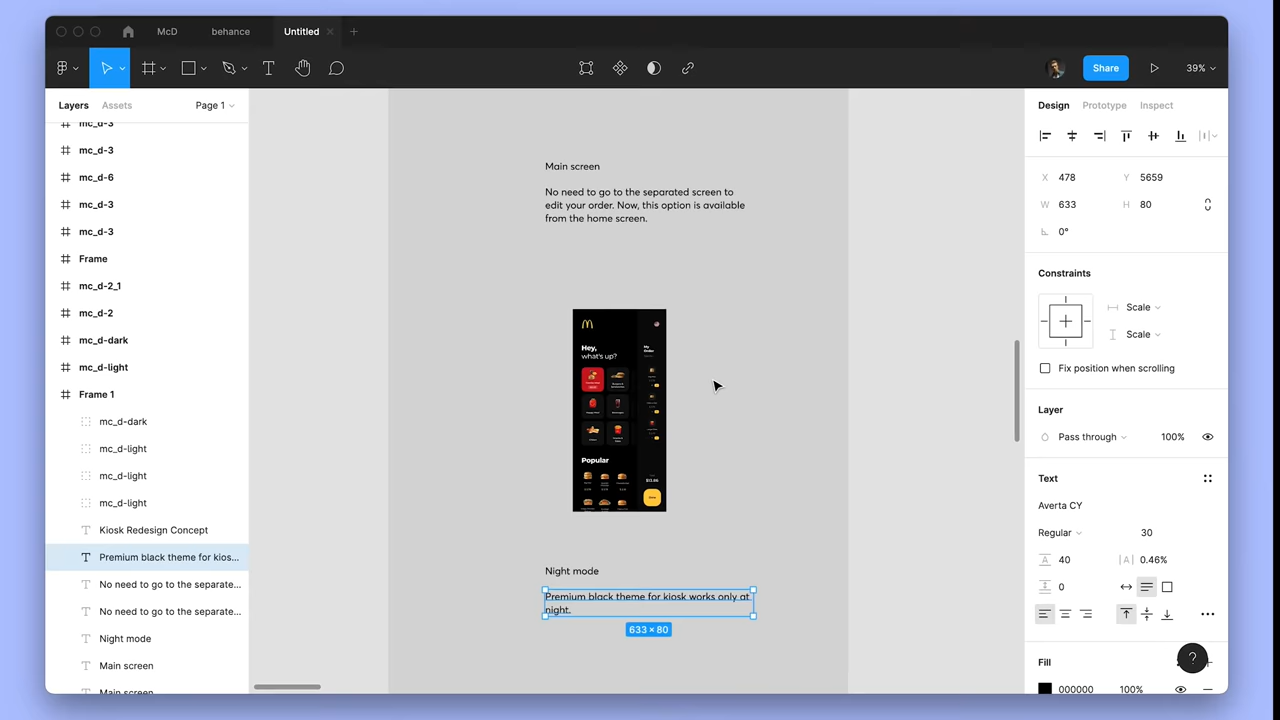 McD
behance
Untitled
Share
39%
Layers
Assets
Page 1
mc_d-3
mc_d-3
mc_d-6
mc_d-3
mc_d-3
Frame
mc_d-2_1
mc_d-2
mc_d-dark
mc_d-light
Frame 1
mc_d-dark
mc_d-light
mc_d-light
mc_d-light
Kiosk Redesign Concept
Premium black theme for kios...
No need to go to the separate...
No need to go to the separate...
Night mode
Main screen
Main screen
Main screen
No need to go to the separated screen to
edit your order. Now, this option is available
from the home screen.
Hey,
what's up?
My
Order
Popular
$13.86
Night mode
Premium black theme for kiosk works only at
night.
633 × 80
Design
Prototype
Inspect
X 478
Y 5659
W 633
H 80
0°
Constraints
Scale
Scale
Fix position when scrolling
Layer
Pass through
100%
Text
Averta CY
Regular
30
40
|A| 0.46%
0
Fill
?
000000
100%